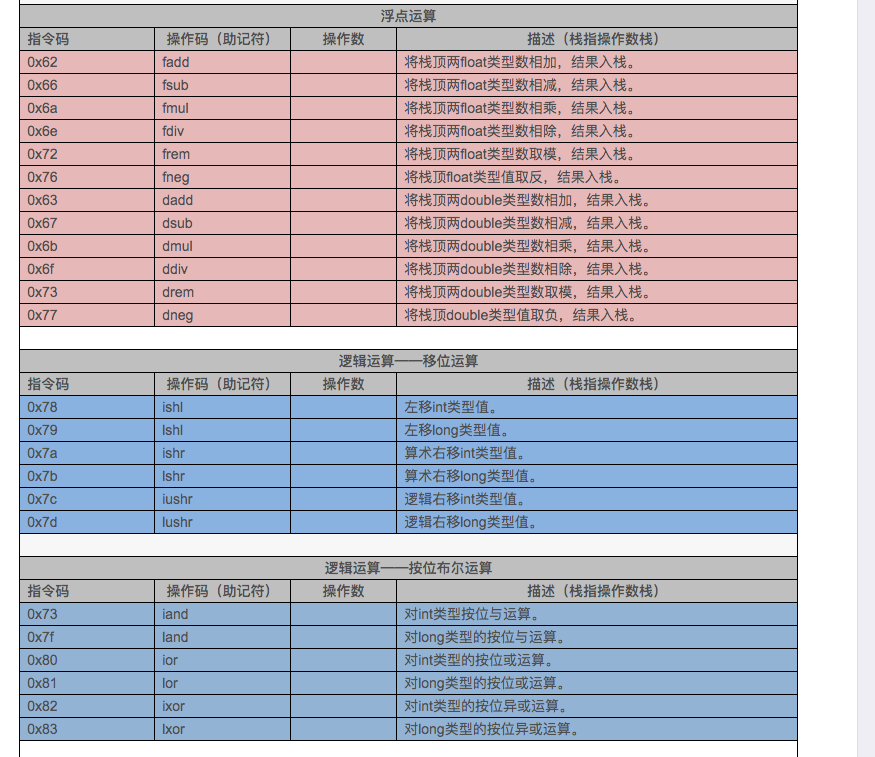 浮点运算
指令码 操作码（助记符） 操作数 描述（栈指操作数栈）
0x62 fadd 将栈顶两float类型数相加，结果入栈。
0x66 fsub 将栈顶两float类型数相减，结果入栈。
0x6a fmul 将栈顶两float类型数相乘，结果入栈。
0x6e fdiv 将栈顶两float类型数相除，结果入栈。
0x72 frem 将栈顶两float类型数取模，结果入栈。
0x76 fneg 将栈顶float类型值取反，结果入栈。
0x63 dadd 将栈顶两double类型数相加，结果入栈。
0x67 dsub 将栈顶两double类型数相减，结果入栈。
0x6b dmul 将栈顶两double类型数相乘，结果入栈。
0x6f ddiv 将栈顶两double类型数相除，结果入栈。
0x73 drem 将栈顶两double类型数取模，结果入栈。
0x77 dneg 将栈顶double类型值取负，结果入栈。
逻辑运算——移位运算
指令码 操作码（助记符） 操作数 描述（栈指操作数栈）
0x78 ishl 左移int类型值。
0x79 lshl 左移long类型值。
0x7a ishr 算术右移int类型值。
0x7b lshr 算术右移long类型值。
0x7c iushr 逻辑右移int类型值。
0x7d lushr 逻辑右移long类型值。
逻辑运算——按位布尔运算
指令码 操作码（助记符） 操作数 描述（栈指操作数栈）
0x73 iand 对int类型按位与运算。
0x7f land 对long类型的按位与运算。
0x80 ior 对int类型的按位或运算。
0x81 lor 对long类型的按位或运算。
0x82 ixor 对int类型的按位异或运算。
0x83 lxor 对long类型的按位异或运算。